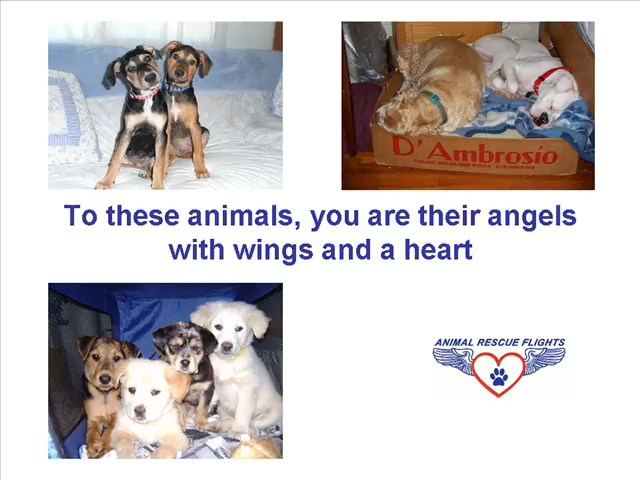 D'Ambrosio
To these animals, you are their angels
with wings and a heart
ANIMAL RESCUE FLIGHTS